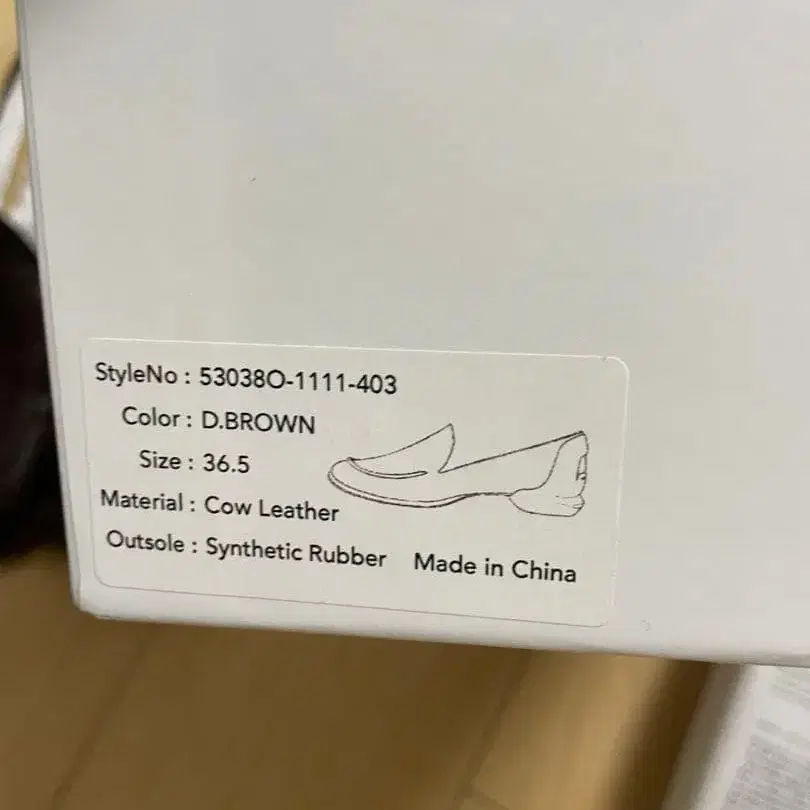 StyleNo : 53038O-1111-403
Color : D.BROWN
Size : 36.5
Material : Cow Leather
Outsole : Synthetic Rubber Made in China